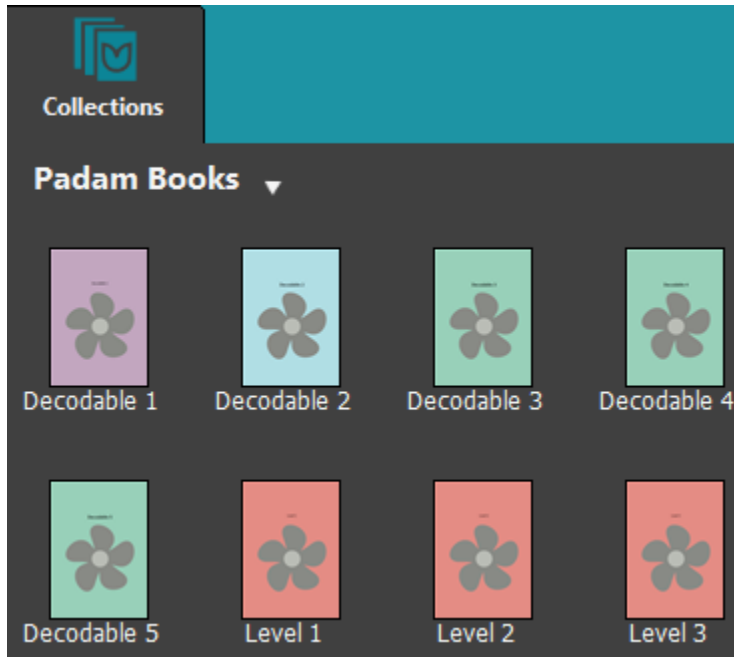 Collections
Padam Books
Decodable 1
Decodable 2
Decodable 3
Decodable 4
Decodable 5
Level 1
Level 2
Level 3